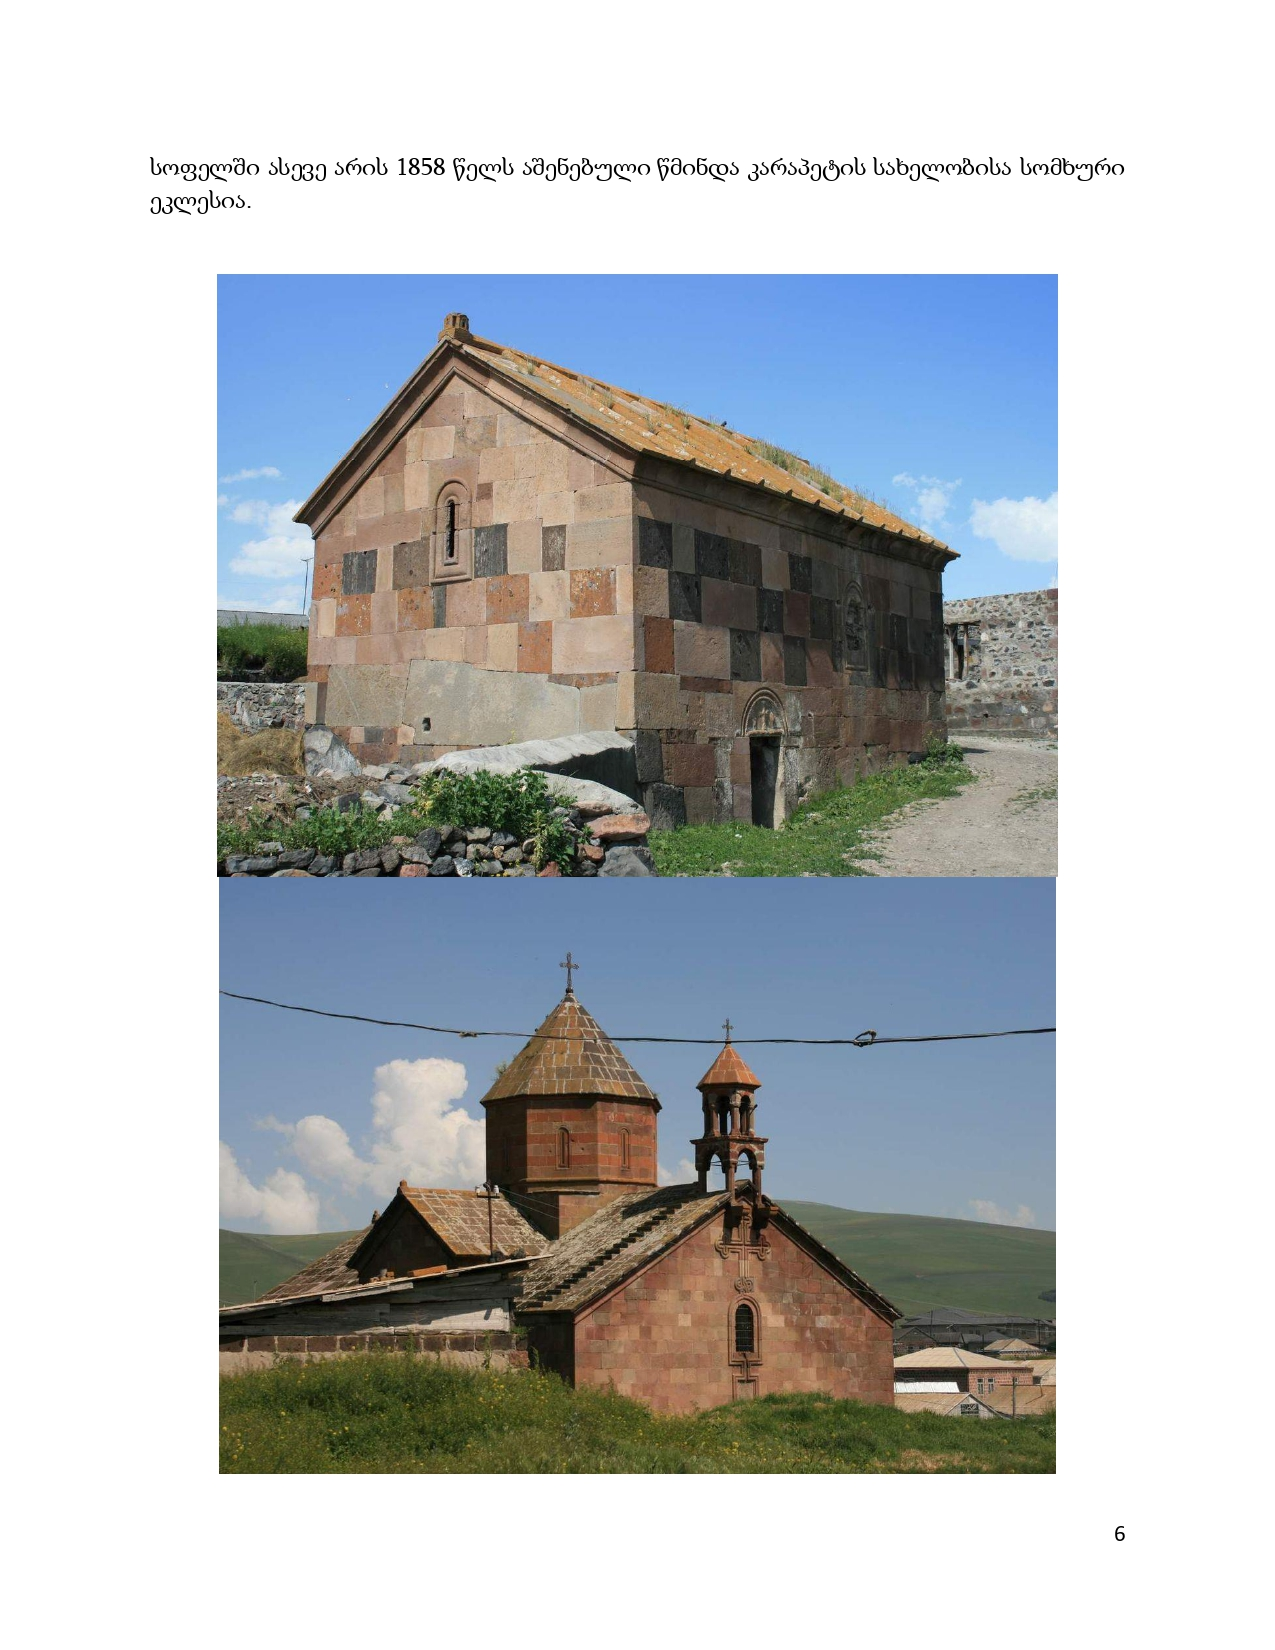 სოფელში ასევე არის 1858 წელს აშენებული წმინდა კარაპეტის სახელობისა სომხური
ეკლესია.
6